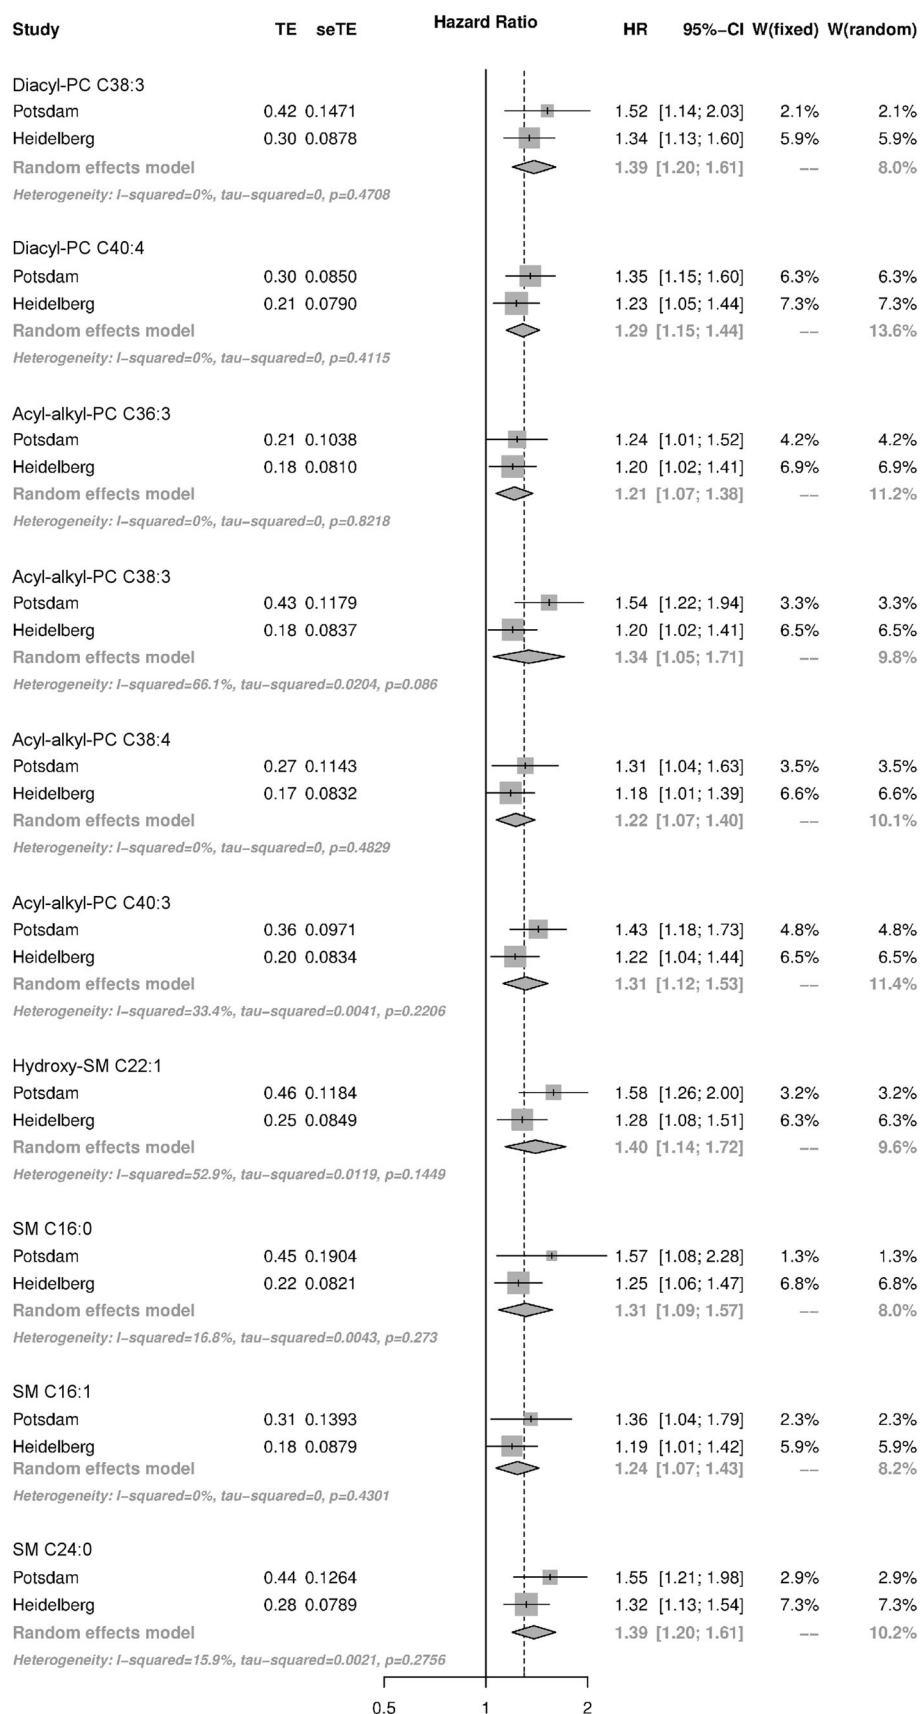 Study TE seTE Hazard Ratio HR 95%−CI W(fixed) W(random)
Diacyl-PC C38:3
Potsdam 0.42 0.1471 1.52 [1.14; 2.03] 2.1% 2.1%
Heidelberg 0.30 0.0878 1.34 [1.13; 1.60] 5.9% 5.9%
Random effects model 1.39 [1.20; 1.61] −− 8.0%
Heterogeneity: I−squared=0%, tau−squared=0, p=0.4708
Diacyl-PC C40:4
Potsdam 0.30 0.0850 1.35 [1.15; 1.60] 6.3% 6.3%
Heidelberg 0.21 0.0790 1.23 [1.05; 1.44] 7.3% 7.3%
Random effects model 1.29 [1.15; 1.44] −− 13.6%
Heterogeneity: I−squared=0%, tau−squared=0, p=0.4115
Acyl-alkyl-PC C36:3
Potsdam 0.21 0.1038 1.24 [1.01; 1.52] 4.2% 4.2%
Heidelberg 0.18 0.0810 1.20 [1.02; 1.41] 6.9% 6.9%
Random effects model 1.21 [1.07; 1.38] −− 11.2%
Heterogeneity: I−squared=0%, tau−squared=0, p=0.8218
Acyl-alkyl-PC C38:3
Potsdam 0.43 0.1179 1.54 [1.22; 1.94] 3.3% 3.3%
Heidelberg 0.18 0.0837 1.20 [1.02; 1.41] 6.5% 6.5%
Random effects model 1.34 [1.05; 1.71] −− 9.8%
Heterogeneity: I−squared=66.1%, tau−squared=0.0204, p=0.086
Acyl-alkyl-PC C38:4
Potsdam 0.27 0.1143 1.31 [1.04; 1.63] 3.5% 3.5%
Heidelberg 0.17 0.0832 1.18 [1.01; 1.39] 6.6% 6.6%
Random effects model 1.22 [1.07; 1.40] −− 10.1%
Heterogeneity: I−squared=0%, tau−squared=0, p=0.4829
Acyl-alkyl-PC C40:3
Potsdam 0.36 0.0971 1.43 [1.18; 1.73] 4.8% 4.8%
Heidelberg 0.20 0.0834 1.22 [1.04; 1.44] 6.5% 6.5%
Random effects model 1.31 [1.12; 1.53] −− 11.4%
Heterogeneity: I−squared=33.4%, tau−squared=0.0041, p=0.2206
Hydroxy-SM C22:1
Potsdam 0.46 0.1184 1.58 [1.26; 2.00] 3.2% 3.2%
Heidelberg 0.25 0.0849 1.28 [1.08; 1.51] 6.3% 6.3%
Random effects model 1.40 [1.14; 1.72] −− 9.6%
Heterogeneity: I−squared=52.9%, tau−squared=0.0119, p=0.1449
SM C16:0
Potsdam 0.45 0.1904 1.57 [1.08; 2.28] 1.3% 1.3%
Heidelberg 0.22 0.0821 1.25 [1.06; 1.47] 6.8% 6.8%
Random effects model 1.31 [1.09; 1.57] −− 8.0%
Heterogeneity: I−squared=16.8%, tau−squared=0.0043, p=0.273
SM C16:1
Potsdam 0.31 0.1393 1.36 [1.04; 1.79] 2.3% 2.3%
Heidelberg 0.18 0.0879 1.19 [1.01; 1.42] 5.9% 5.9%
Random effects model 1.24 [1.07; 1.43] −− 8.2%
Heterogeneity: I−squared=0%, tau−squared=0, p=0.4301
SM C24:0
Potsdam 0.44 0.1264 1.55 [1.21; 1.98] 2.9% 2.9%
Heidelberg 0.28 0.0789 1.32 [1.13; 1.54] 7.3% 7.3%
Random effects model 1.39 [1.20; 1.61] −− 10.2%
Heterogeneity: I−squared=15.9%, tau−squared=0.0021, p=0.2756
0.5 1 2